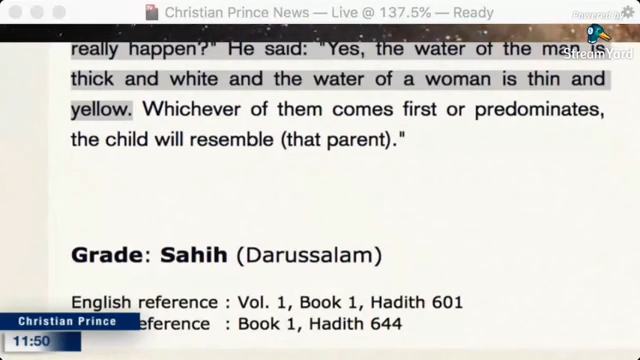 Christian Prince News — Live @ 137.5% — Ready
Powered by
StreamYard
really happen?" He said: "Yes, the water of the man is
thick and white and the water of a woman is thin and
yellow. Whichever of them comes first or predominates,
the child will resemble (that parent)."
Grade: Sahih (Darussalam)
English reference : Vol. 1, Book 1, Hadith 601
eference : Book 1, Hadith 644
Christian Prince
11:50